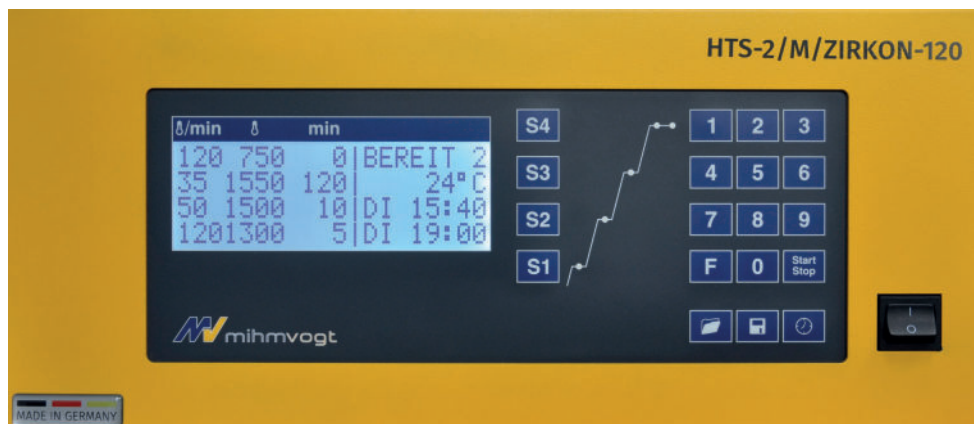 HTS-2/M/ZIRKON-120
/min min
120 750 0|BEREIT 2
35 1550 120| 24°C
50 1500 10|DI 15:40
1201300 5|DI 19:00
S4
S3
S2
S1
1 2 3
4 5 6
7 8 9
F 0 Start
Stop
I
O
mihmvogt
MADE IN GERMANY